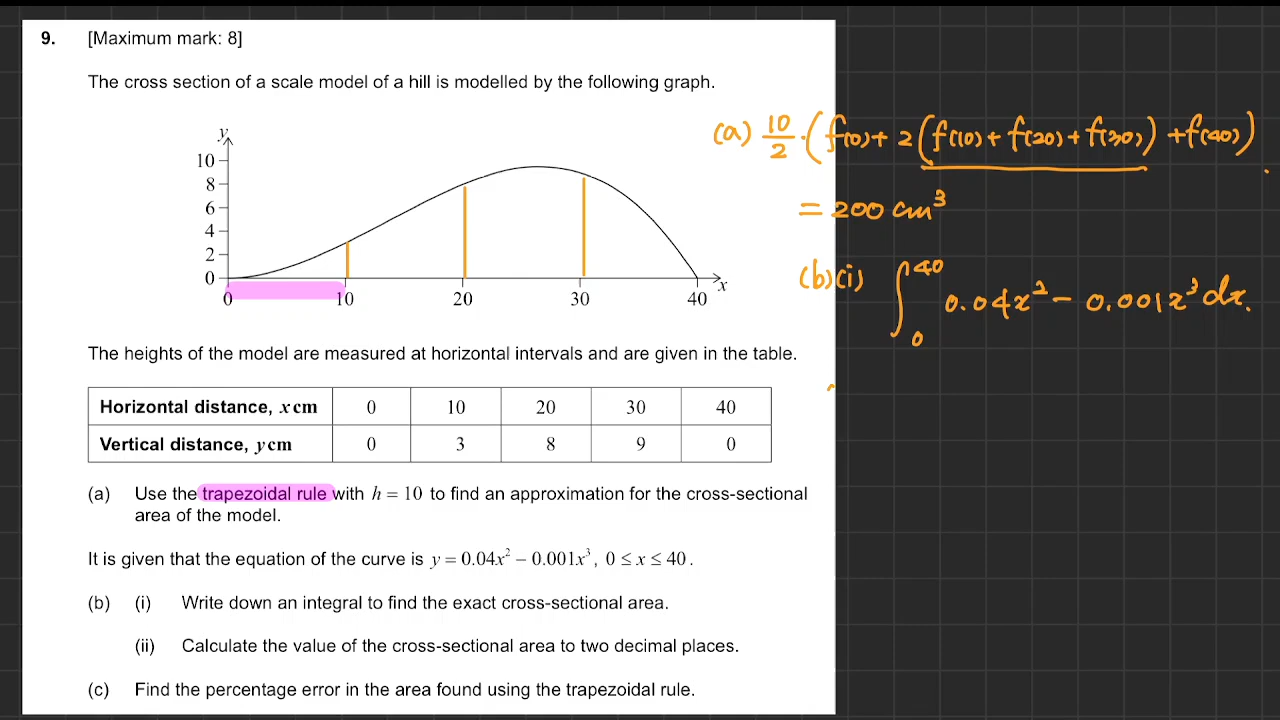 9. [Maximum mark: 8]
The cross section of a scale model of a hill is modelled by the following graph.
y
10
8
6
4
2
0
0 10 20 30 40 x
The heights of the model are measured at horizontal intervals and are given in the table.
Horizontal distance, x cm 0 10 20 30 40
Vertical distance, y cm 0 3 8 9 0
(a) Use the trapezoidal rule with h = 10 to find an approximation for the cross-sectional
area of the model.
It is given that the equation of the curve is y = 0.04x² − 0.001x³, 0 ≤ x ≤ 40.
(b) (i) Write down an integral to find the exact cross-sectional area.
(ii) Calculate the value of the cross-sectional area to two decimal places.
(c) Find the percentage error in the area found using the trapezoidal rule.
(a) 10/2 · (f(0) + 2(f(10) + f(20) + f(30)) + f(40)).
= 200 cm³
(b)(i) ∫₀⁴⁰ 0.04x² − 0.001x³ dx.